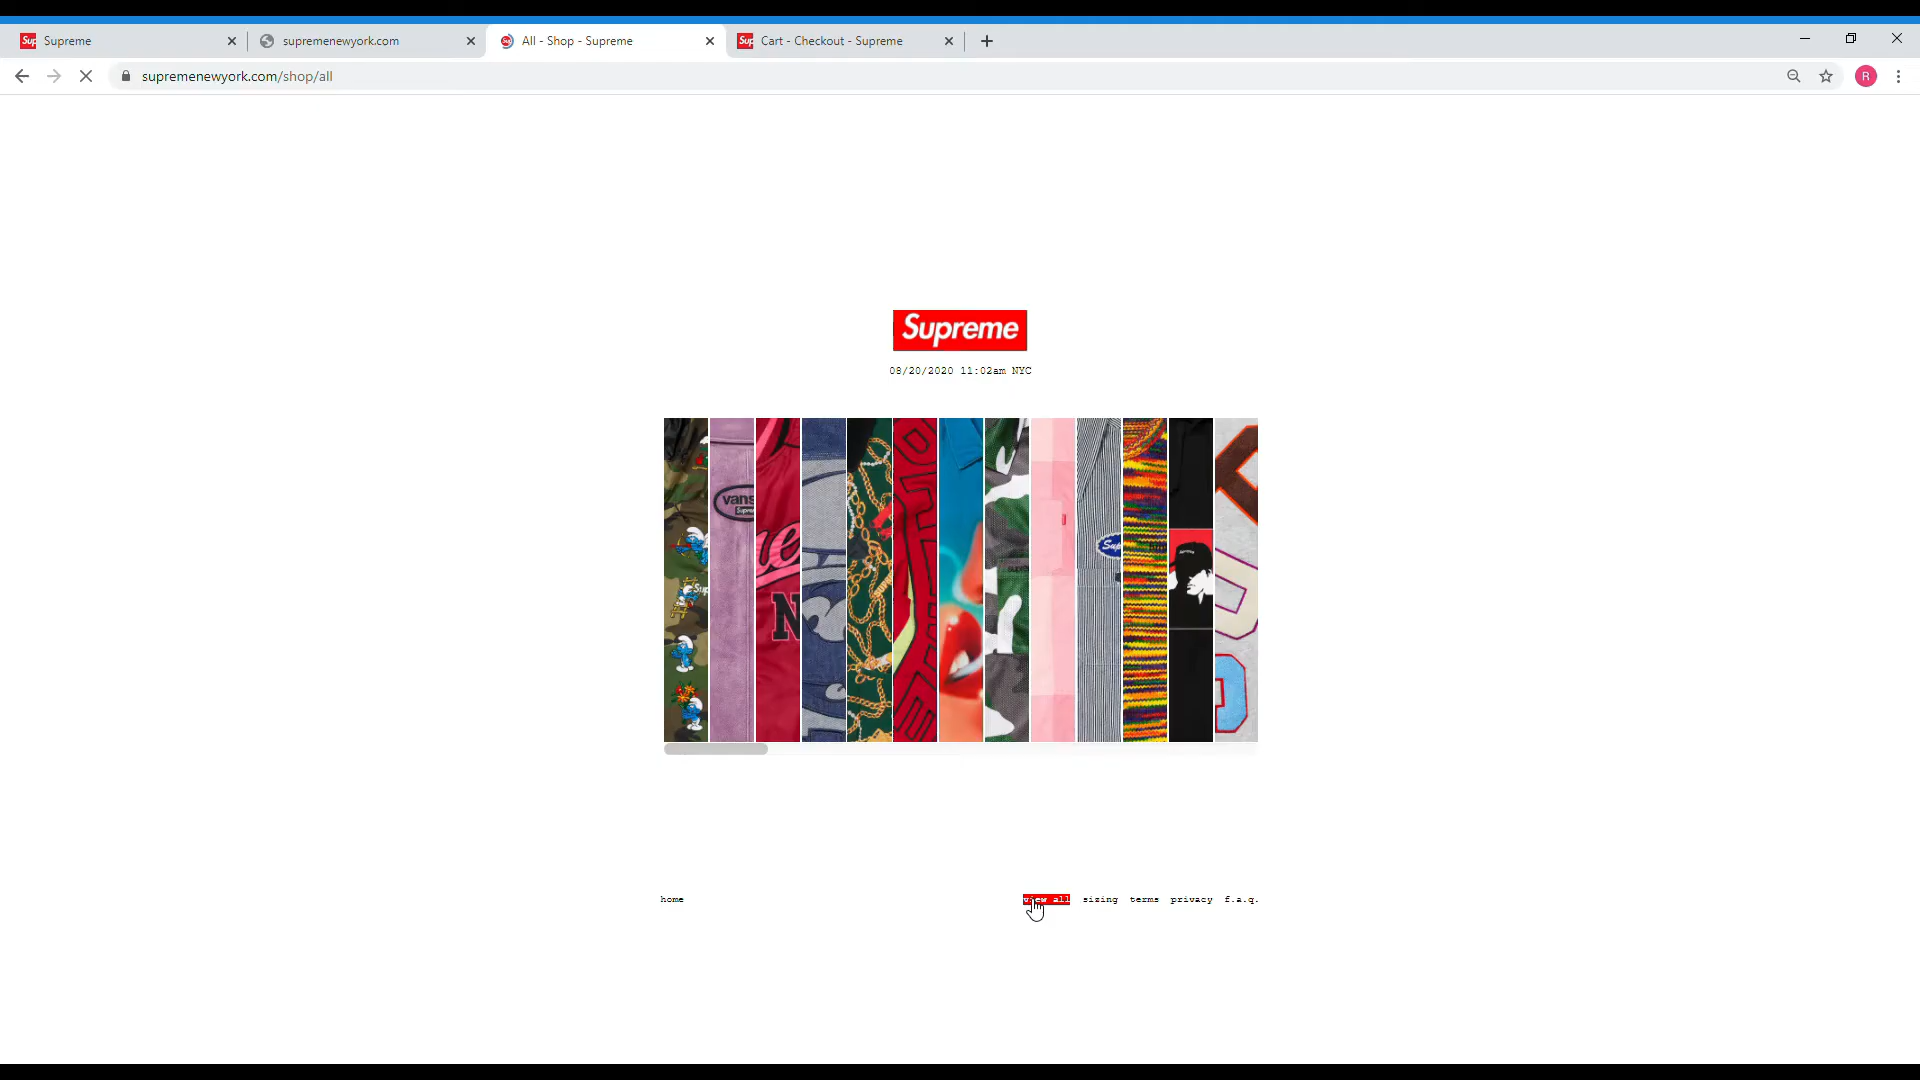 Supreme
supremenewyork.com
All - Shop - Supreme
Cart - Checkout - Supreme
supremenewyork.com/shop/all
R
Supreme
08/20/2020 11:02am NYC
vans
home
view all
sizing
terms
privacy
f.a.q.